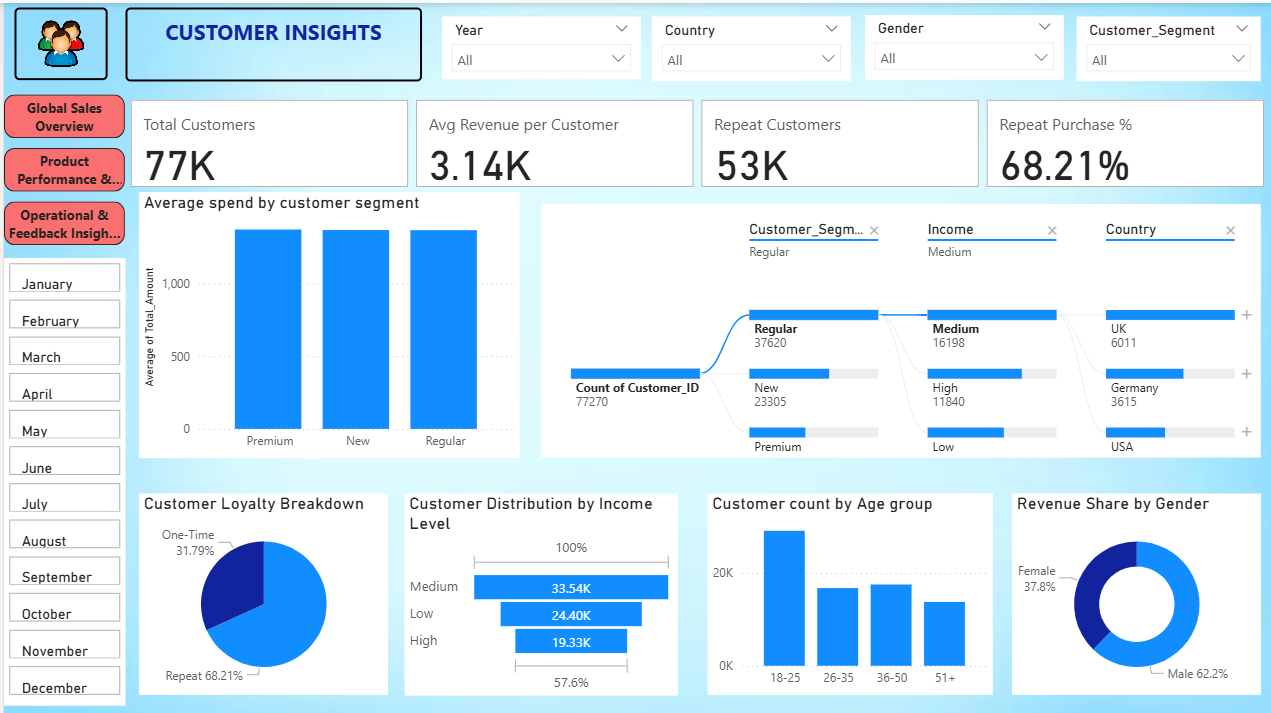 CUSTOMER INSIGHTS
Year
All
Country
All
Gender
All
Customer_Segment
All
Global Sales
Overview
Product
Performance &...
Operational &
Feedback Insigh...
January
February
March
April
May
June
July
August
September
October
November
December
Total Customers
77K
Avg Revenue per Customer
3.14K
Repeat Customers
53K
Repeat Purchase %
68.21%
Average spend by customer segment
Average of Total_Amount
1,000
500
0
Premium
New
Regular
Customer_Segm...
Regular
Income
Medium
Country
Count of Customer_ID
77270
Regular
37620
New
23305
Premium
Medium
16198
High
11840
Low
UK
6011
Germany
3615
USA
Customer Loyalty Breakdown
One-Time
31.79%
Repeat 68.21%
Customer Distribution by Income
Level
100%
Medium
33.54K
Low
24.40K
High
19.33K
57.6%
Customer count by Age group
20K
0K
18-25
26-35
36-50
51+
Revenue Share by Gender
Female
37.8%
Male 62.2%